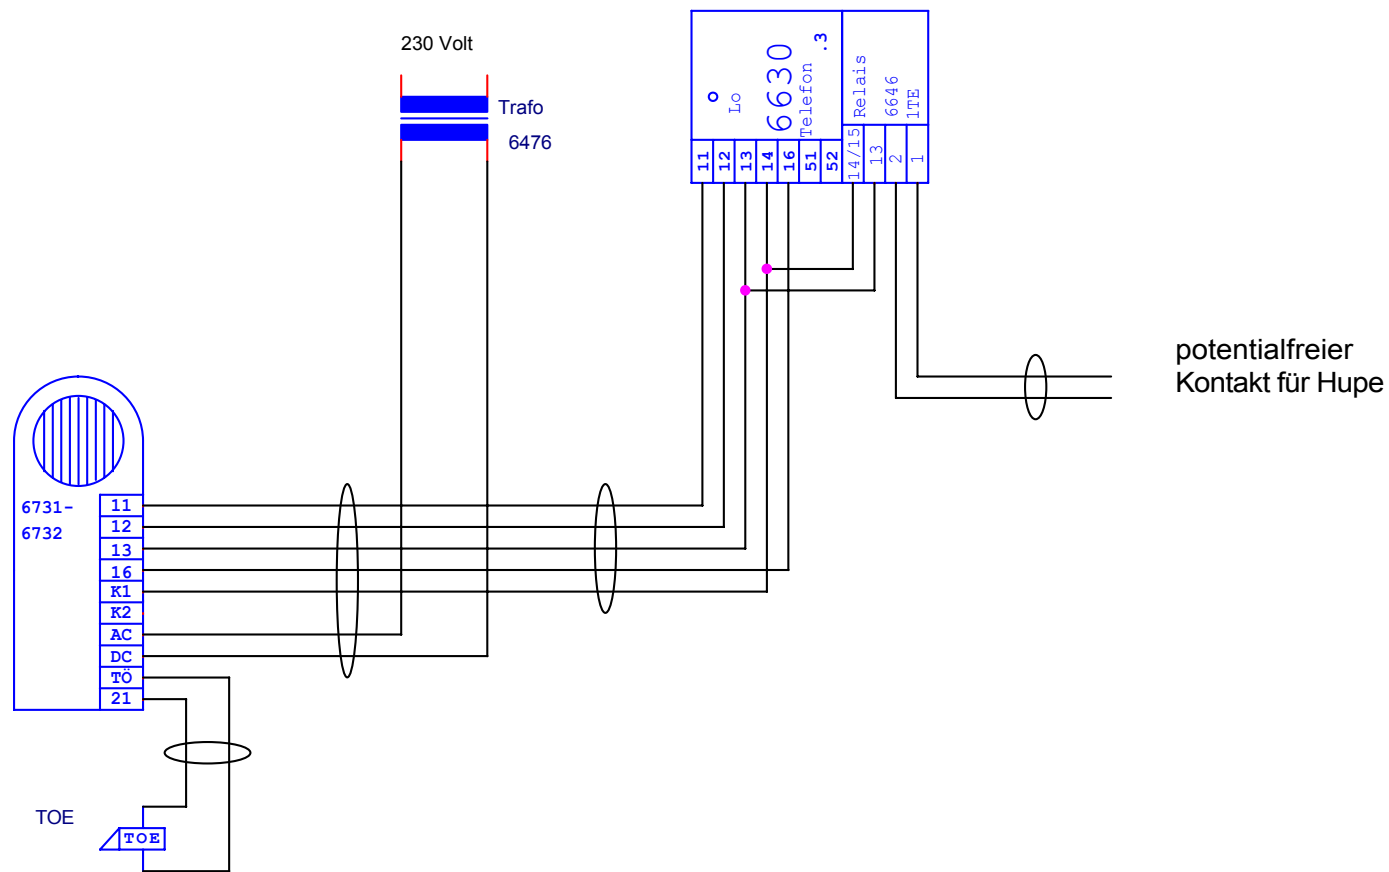 230 Volt
Trafo
6476
Lo
6630
Telefon
.3
Relais
6646
1TE
11
12
13
14
16
51
52
14/15
13
2
1
potentialfreier
Kontakt für Hupe
6731-
6732
11
12
13
16
K1
K2
AC
DC
TÖ
21
TOE
TOE